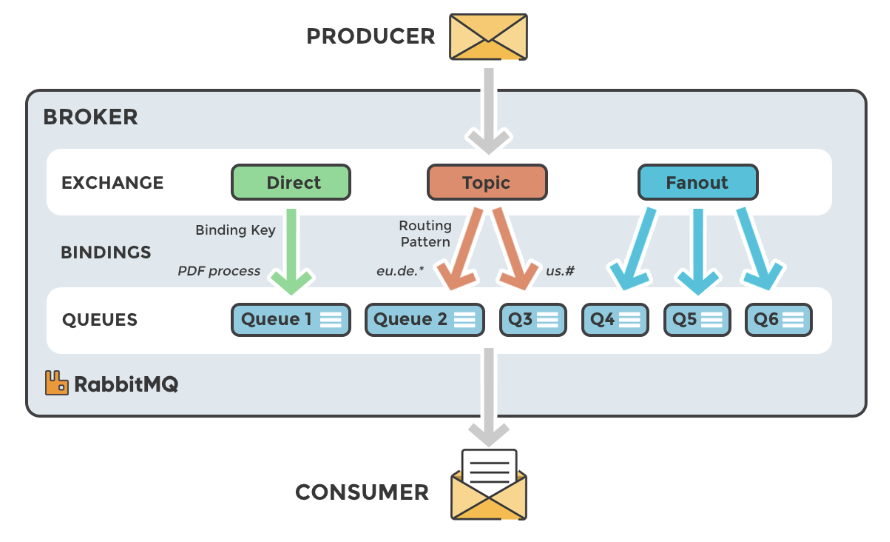 PRODUCER
BROKER
EXCHANGE
Direct
Topic
Fanout
Binding Key
Routing
Pattern
BINDINGS
PDF process
eu.de.*
us.#
QUEUES
Queue 1
Queue 2
Q3
Q4
Q5
Q6
RabbitMQ
CONSUMER